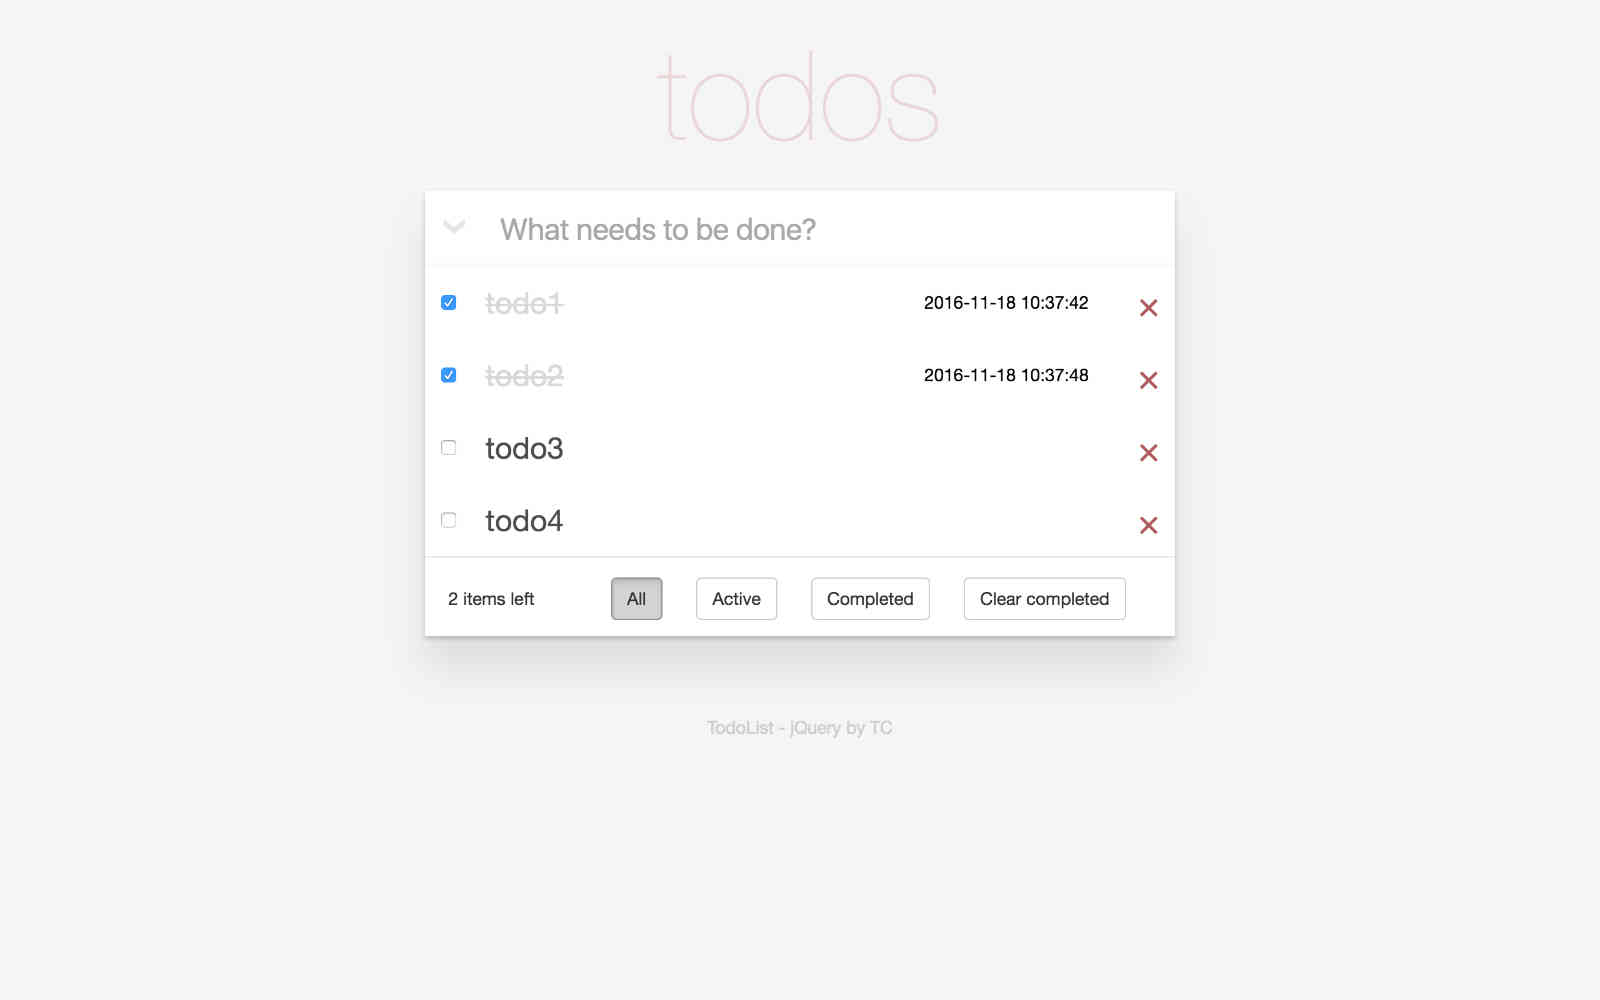 todos
What needs to be done?
todo1 2016-11-18 10:37:42
todo2 2016-11-18 10:37:48
todo3
todo4
2 items left All Active Completed Clear completed
TodoList - jQuery by TC